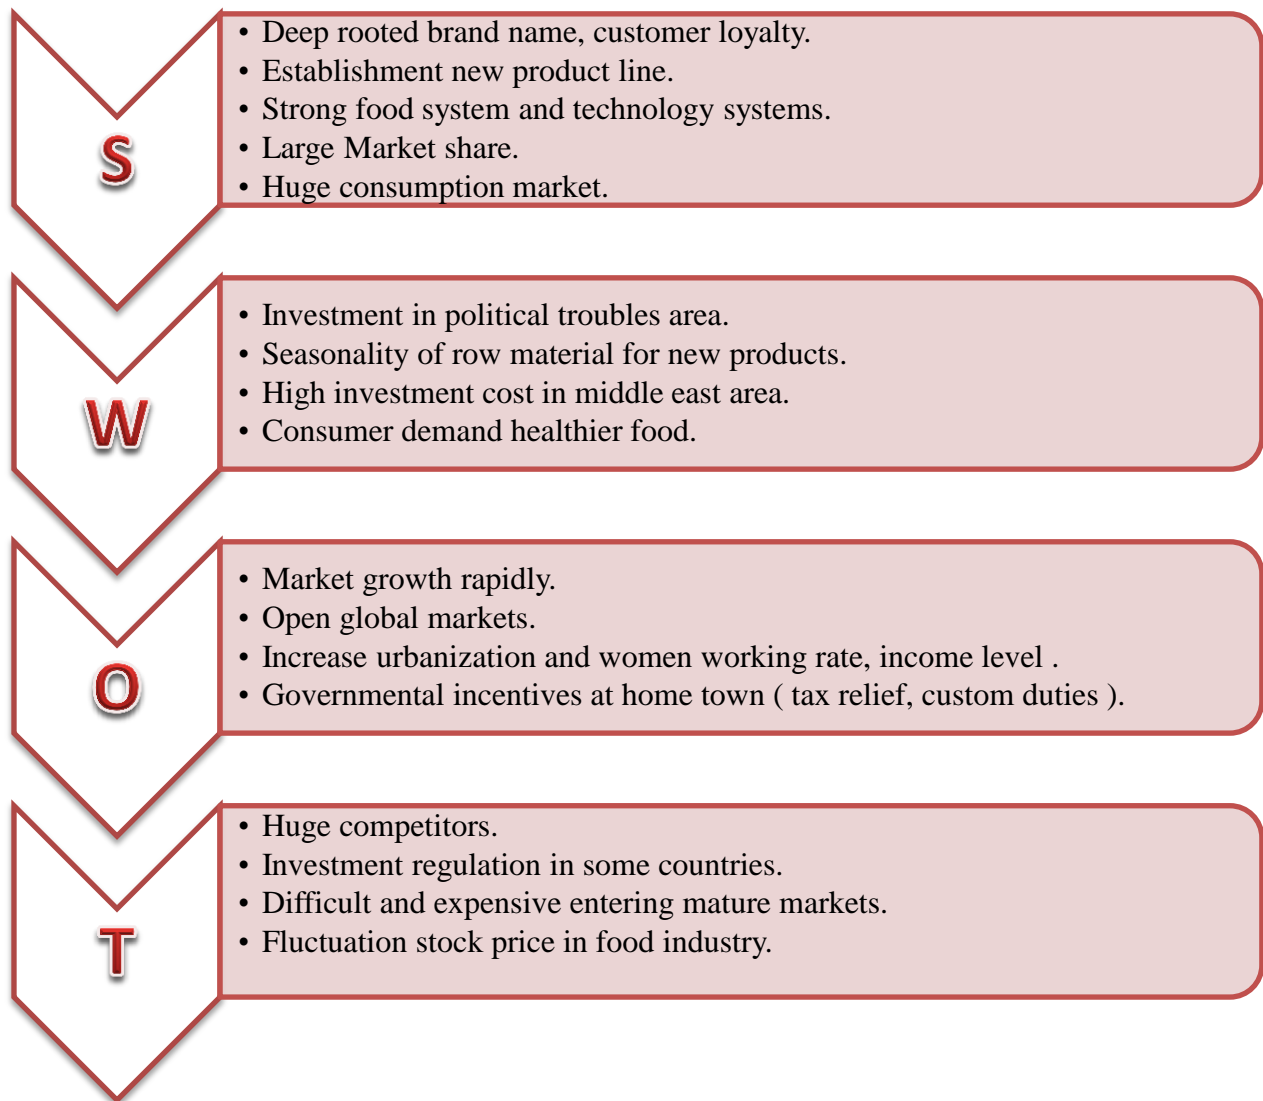 S
• Deep rooted brand name, customer loyalty.
• Establishment new product line.
• Strong food system and technology systems.
• Large Market share.
• Huge consumption market.
W
• Investment in political troubles area.
• Seasonality of row material for new products.
• High investment cost in middle east area.
• Consumer demand healthier food.
O
• Market growth rapidly.
• Open global markets.
• Increase urbanization and women working rate, income level .
• Governmental incentives at home town ( tax relief, custom duties ).
T
• Huge competitors.
• Investment regulation in some countries.
• Difficult and expensive entering mature markets.
• Fluctuation stock price in food industry.